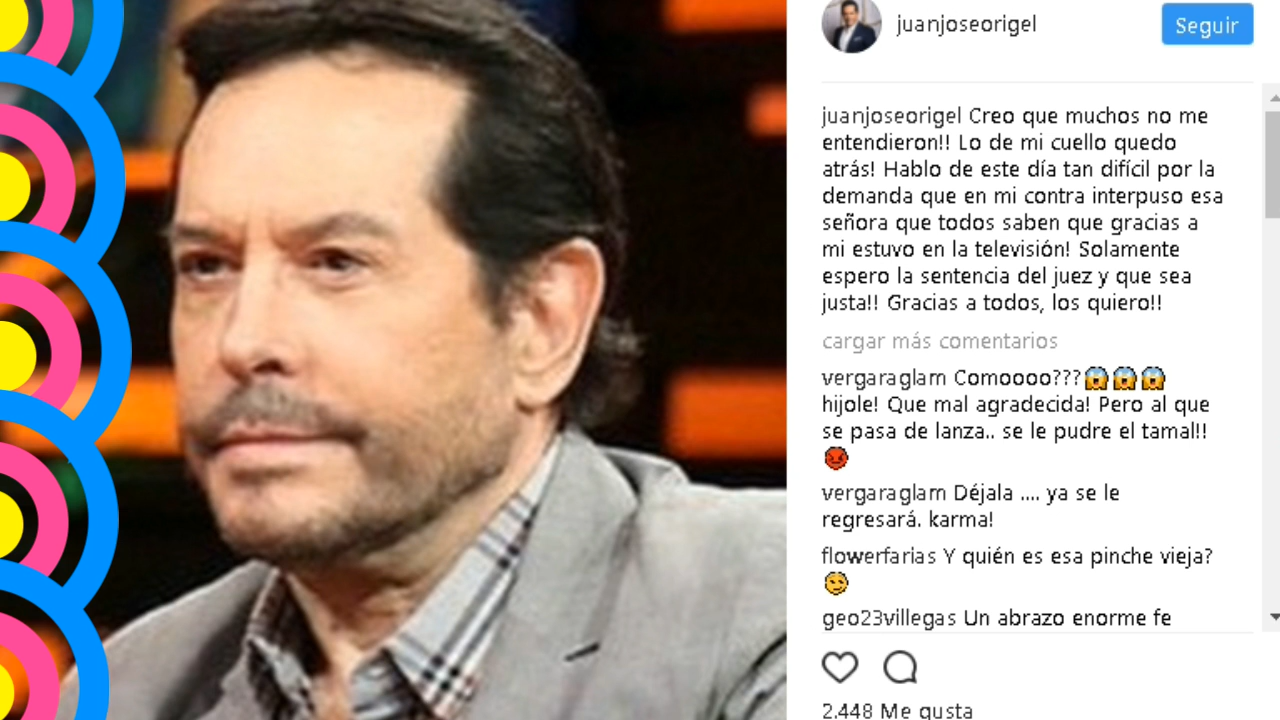 juanjoseorigel
Seguir
juanjoseorigel Creo que muchos no me
entendieron!! Lo de mi cuello quedo
atrás! Hablo de este día tan difícil por la
demanda que en mi contra interpuso esa
señora que todos saben que gracias a
mi estuvo en la televisión! Solamente
espero la sentencia del juez y que sea
justa!! Gracias a todos, los quiero!!
cargar más comentarios
vergaraglam Comoooo???😱😱😱
hijole! Que mal agradecida! Pero al que
se pasa de lanza.. se le pudre el tamal!!
😡
vergaraglam Déjala .... ya se le
regresará. karma!
flowerfarias Y quién es esa pinche vieja?
😏
geo23villegas Un abrazo enorme fe
2.448 Me gusta